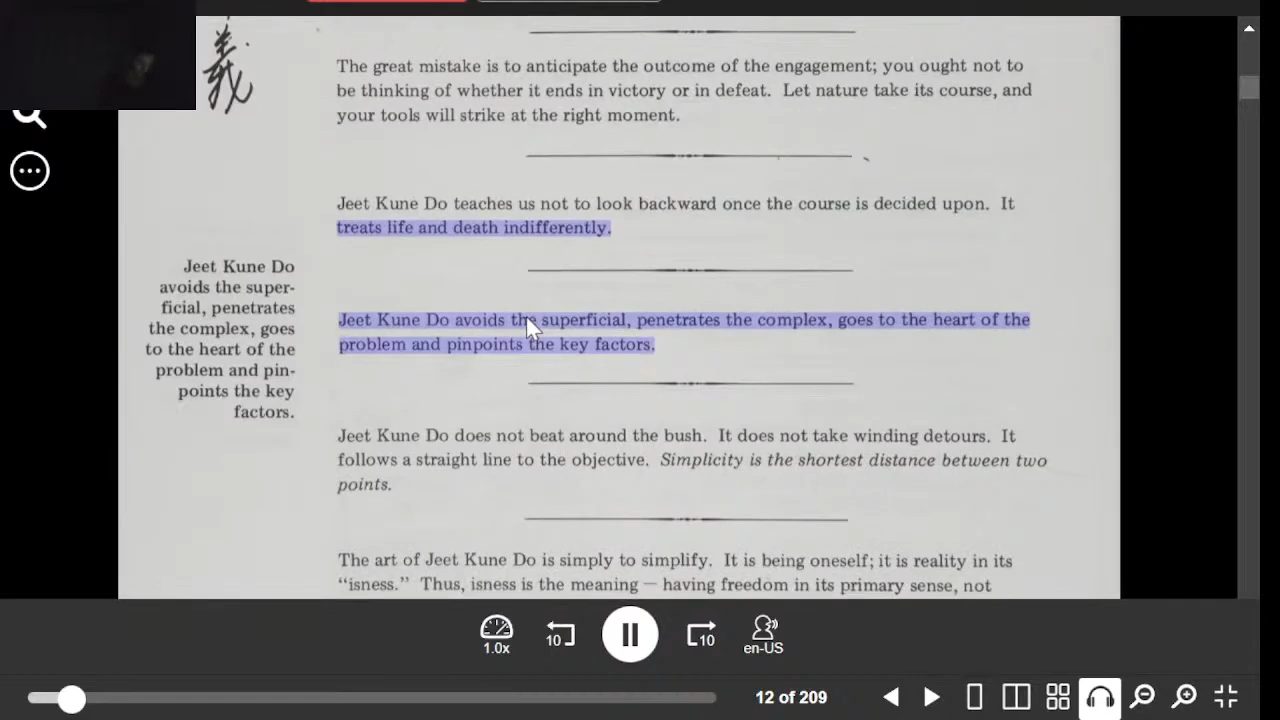 義
The great mistake is to anticipate the outcome of the engagement; you ought not to
be thinking of whether it ends in victory or in defeat. Let nature take its course, and
your tools will strike at the right moment.
Jeet Kune Do teaches us not to look backward once the course is decided upon. It
treats life and death indifferently.
Jeet Kune Do
avoids the super-
ficial, penetrates
the complex, goes
to the heart of the
problem and pin-
points the key
factors.
Jeet Kune Do avoids the superficial, penetrates the complex, goes to the heart of the
problem and pinpoints the key factors.
Jeet Kune Do does not beat around the bush. It does not take winding detours. It
follows a straight line to the objective. Simplicity is the shortest distance between two
points.
The art of Jeet Kune Do is simply to simplify. It is being oneself; it is reality in its
“isness.” Thus, isness is the meaning — having freedom in its primary sense, not
1.0x
10
10
en-US
12 of 209